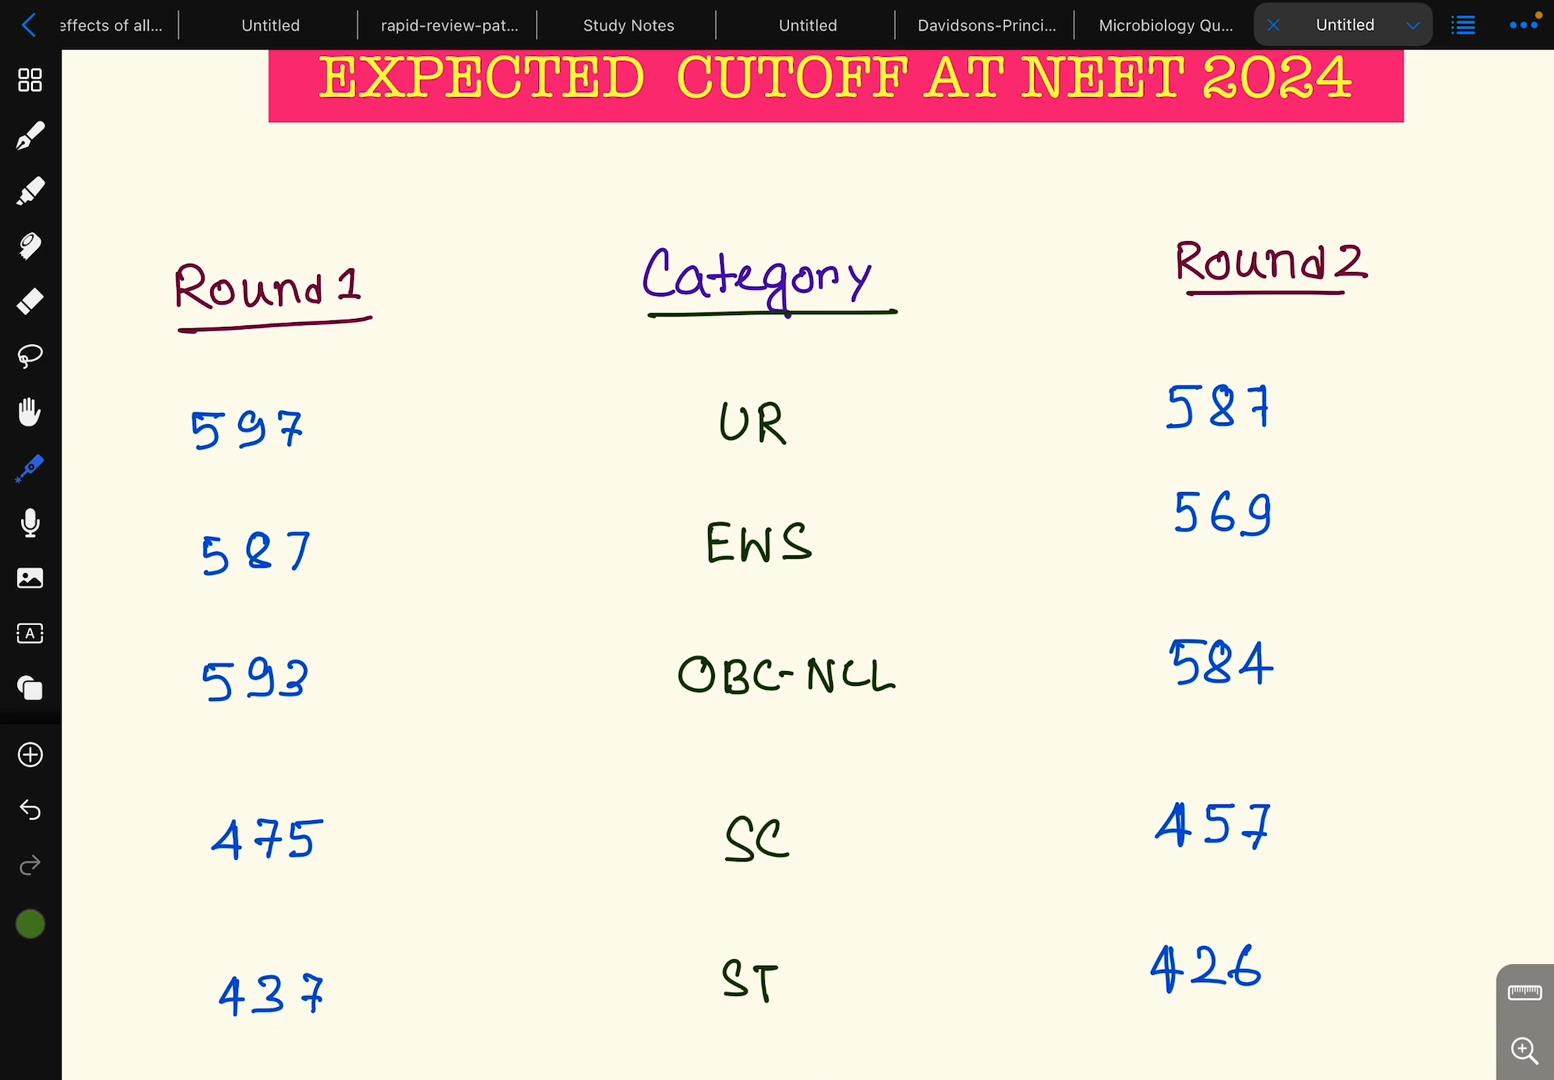 effects of all... Untitled rapid-review-pat... Study Notes Untitled Davidsons-Princi... Microbiology Qu... Untitled
EXPECTED CUTOFF AT NEET 2024
Round 1 Category Round 2
597 UR 587
587 EWS 569
593 OBC-NCL 584
475 SC 457
437 ST 426